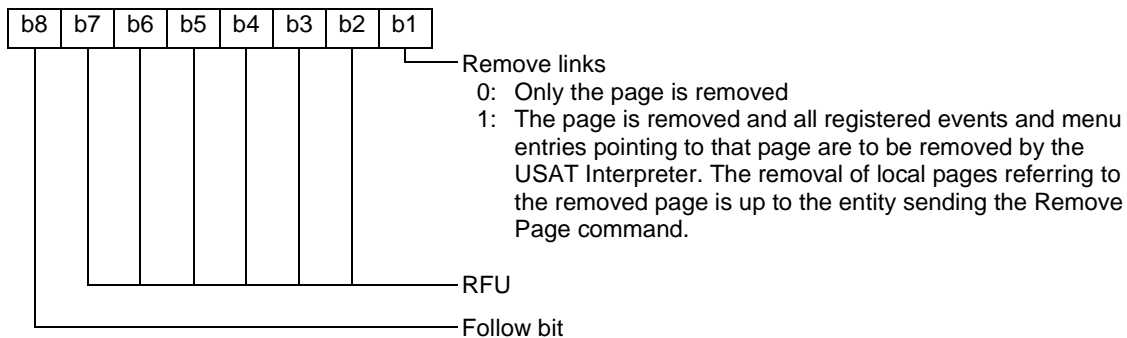 b8 b7 b6 b5 b4 b3 b2 b1
Remove links
0: Only the page is removed
1: The page is removed and all registered events and menu
entries pointing to that page are to be removed by the
USAT Interpreter. The removal of local pages referring to
the removed page is up to the entity sending the Remove
Page command.
RFU
Follow bit